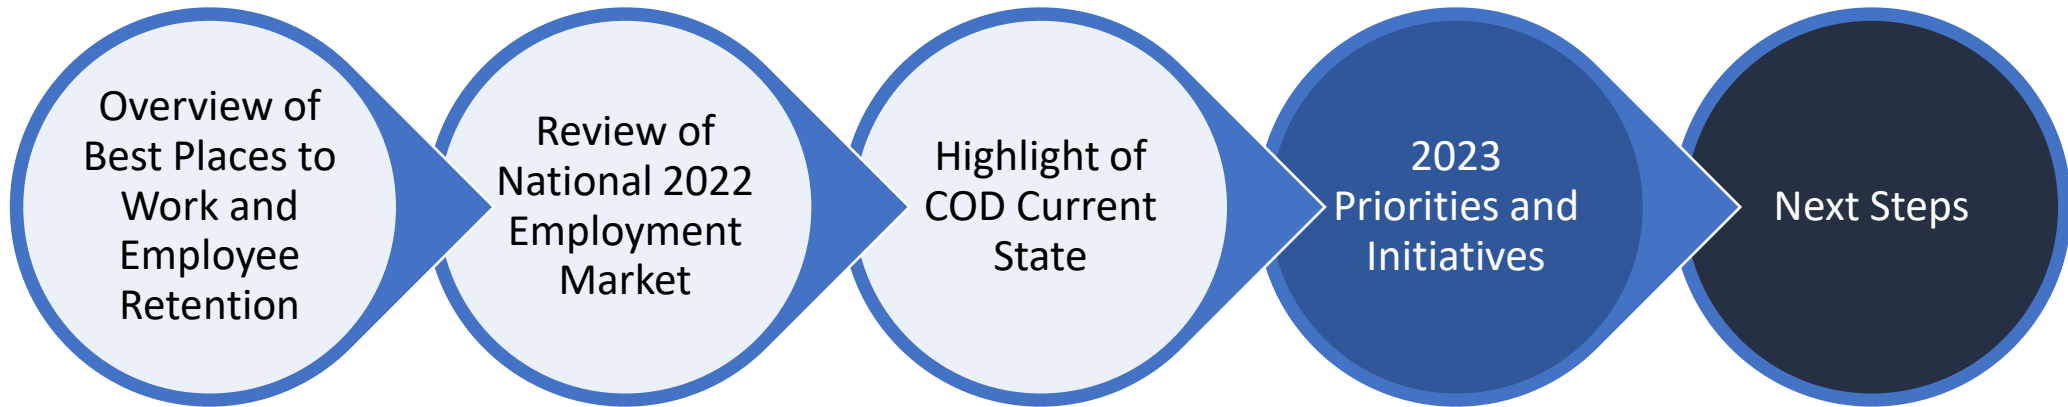 Overview of
Best Places to
Work and
Employee
Retention
Review of
National 2022
Employment
Market
Highlight of
COD Current
State
2023
Priorities and
Initiatives
Next Steps